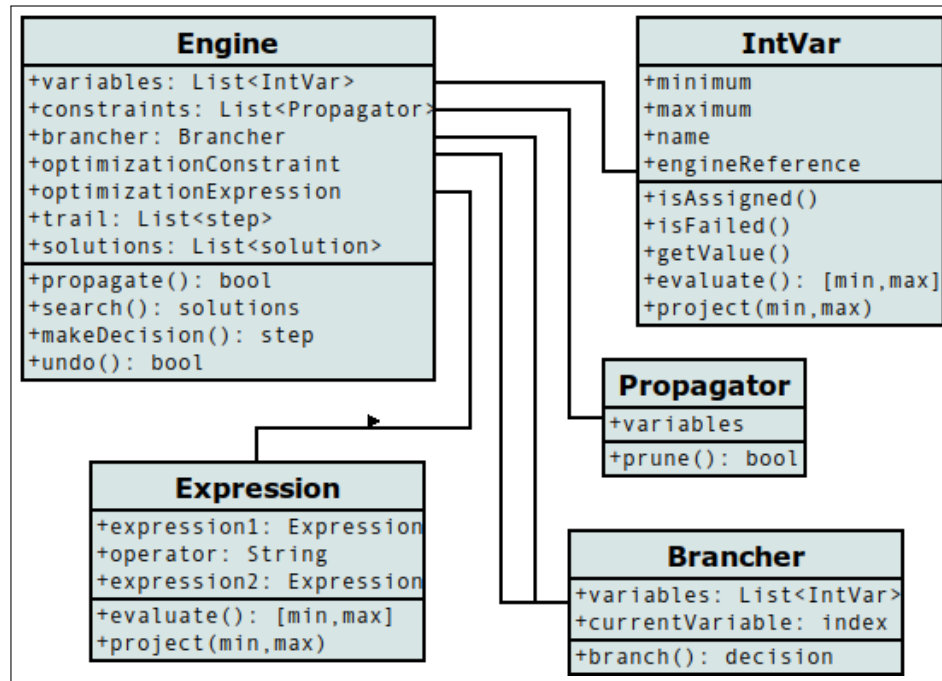 Engine
+variables: List<IntVar>
+constraints: List<Propagator>
+brancher: Brancher
+optimizationConstraint
+optimizationExpression
+trail: List<step>
+solutions: List<solution>
+propagate(): bool
+search(): solutions
+makeDecision(): step
+undo(): bool
IntVar
+minimum
+maximum
+name
+engineReference
+isAssigned()
+isFailed()
+getValue()
+evaluate(): [min,max]
+project(min,max)
Propagator
+variables
+prune(): bool
Expression
+expression1: Expression
+operator: String
+expression2: Expression
+evaluate(): [min,max]
+project(min,max)
Brancher
+variables: List<IntVar>
+currentVariable: index
+branch(): decision